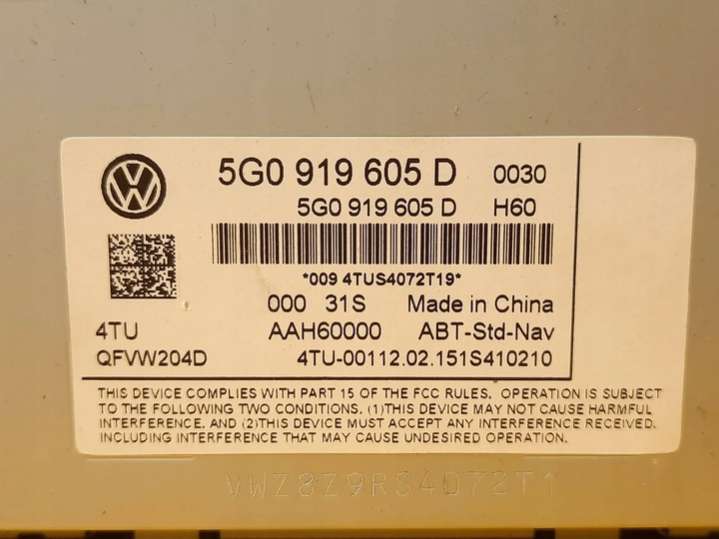 5G0 919 605 D 0030
5G0 919 605 D H60
*009 4TUS4072T19*
000 31S Made in China
4TU AAH60000 ABT-Std-Nav
QFVW204D 4TU-00112.02.151S410210
THIS DEVICE COMPLIES WITH PART 15 OF THE FCC RULES. OPERATION IS SUBJECT
TO THE FOLLOWING TWO CONDITIONS. (1)THIS DEVICE MAY NOT CAUSE HARMFUL
INTERFERENCE. AND (2)THIS DEVICE MUST ACCEPT ANY INTERFERENCE RECEIVED.
INCLUDING INTERFERENCE THAT MAY CAUSE UNDESIRED OPERATION.
VWZ8Z9RS4072T1